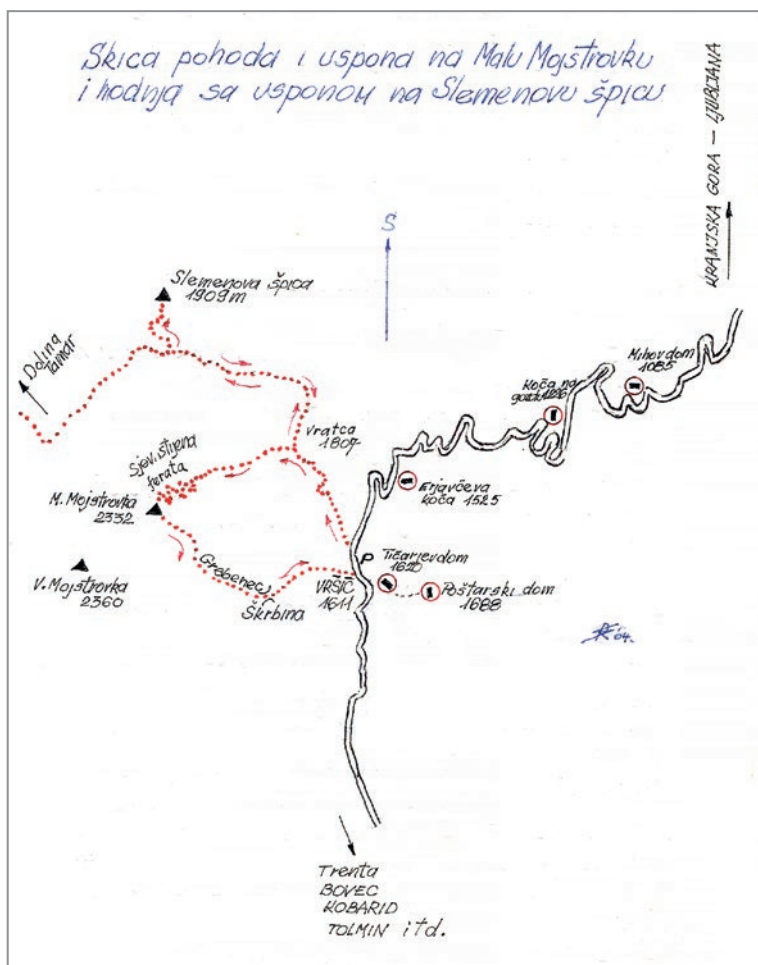 Skica pohoda i uspona na Malu Mojstrovku
i hodnja sa usponom na Slemenovu špicu
KRANJSKA GORA – LJUBLJANA
S
Slemenova špica
1909 m
Dolina
Tamar
Mihov dom
1085
Koča na
Vratca
1807
Sjev. stijena
ferata
Erjavčeva
koča 1525
M. Mojstrovka
2332
P
Tičarjev dom
1620
Grebenec
V. Mojstrovka
2360
VRŠIČ
1611
Poštarski dom
1688
Škrbina
04.
Trenta
BOVEC
KOBARID
TOLMIN itd.